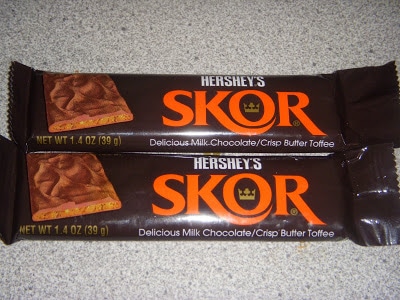 HERSHEY'S
SKOR®
NET WT 1.4 OZ (39 g)
Delicious Milk Chocolate/Crisp Butter Toffee
HERSHEY'S
SKOR®
NET WT 1.4 OZ (39 g)
Delicious Milk Chocolate/Crisp Butter Toffee